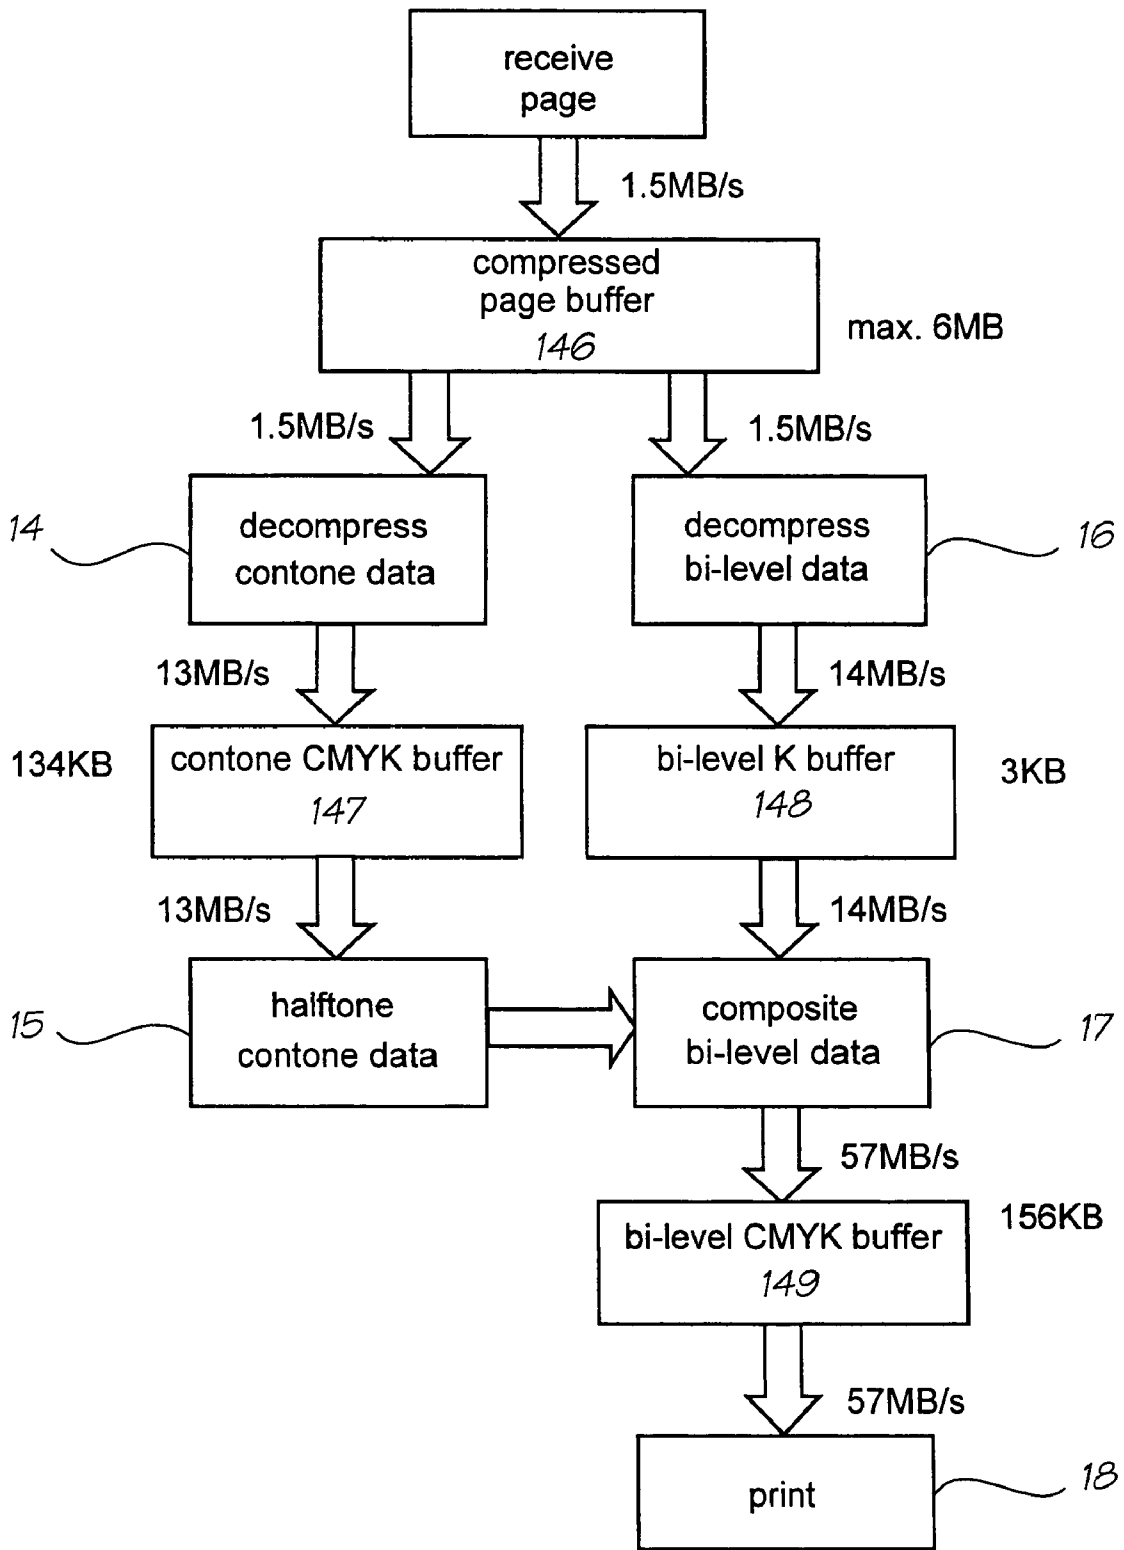 receive
page
1.5MB/s
compressed
page buffer
146
max. 6MB
1.5MB/s
1.5MB/s
14
decompress
contone data
decompress
bi-level data
16
13MB/s
14MB/s
134KB
contone CMYK buffer
147
bi-level K buffer
148
3KB
13MB/s
14MB/s
15
halftone
contone data
composite
bi-level data
17
57MB/s
bi-level CMYK buffer
149
156KB
57MB/s
print
18